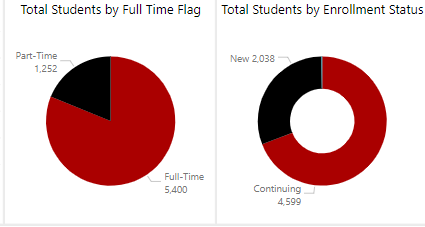 Total Students by Full Time Flag
Part-Time
1,252
Full-Time
5,400
Total Students by Enrollment Status
New 2,038
Continuing
4,599